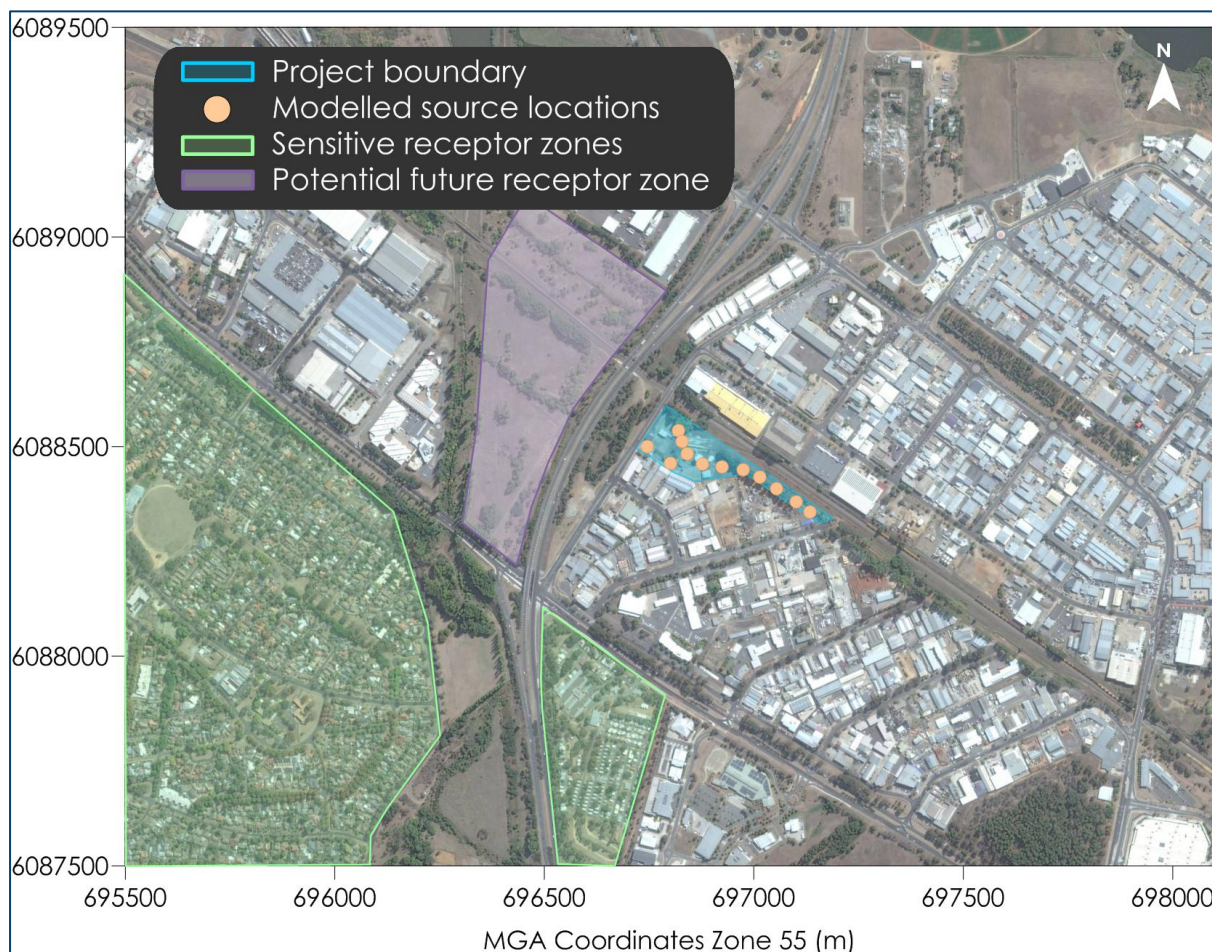 6089500
Project boundary
Modelled source locations
Sensitive receptor zones
Potential future receptor zone
N
6089000
6088500
6088000
6087500
695500 696000 696500 697000 697500 698000
MGA Coordinates Zone 55 (m)